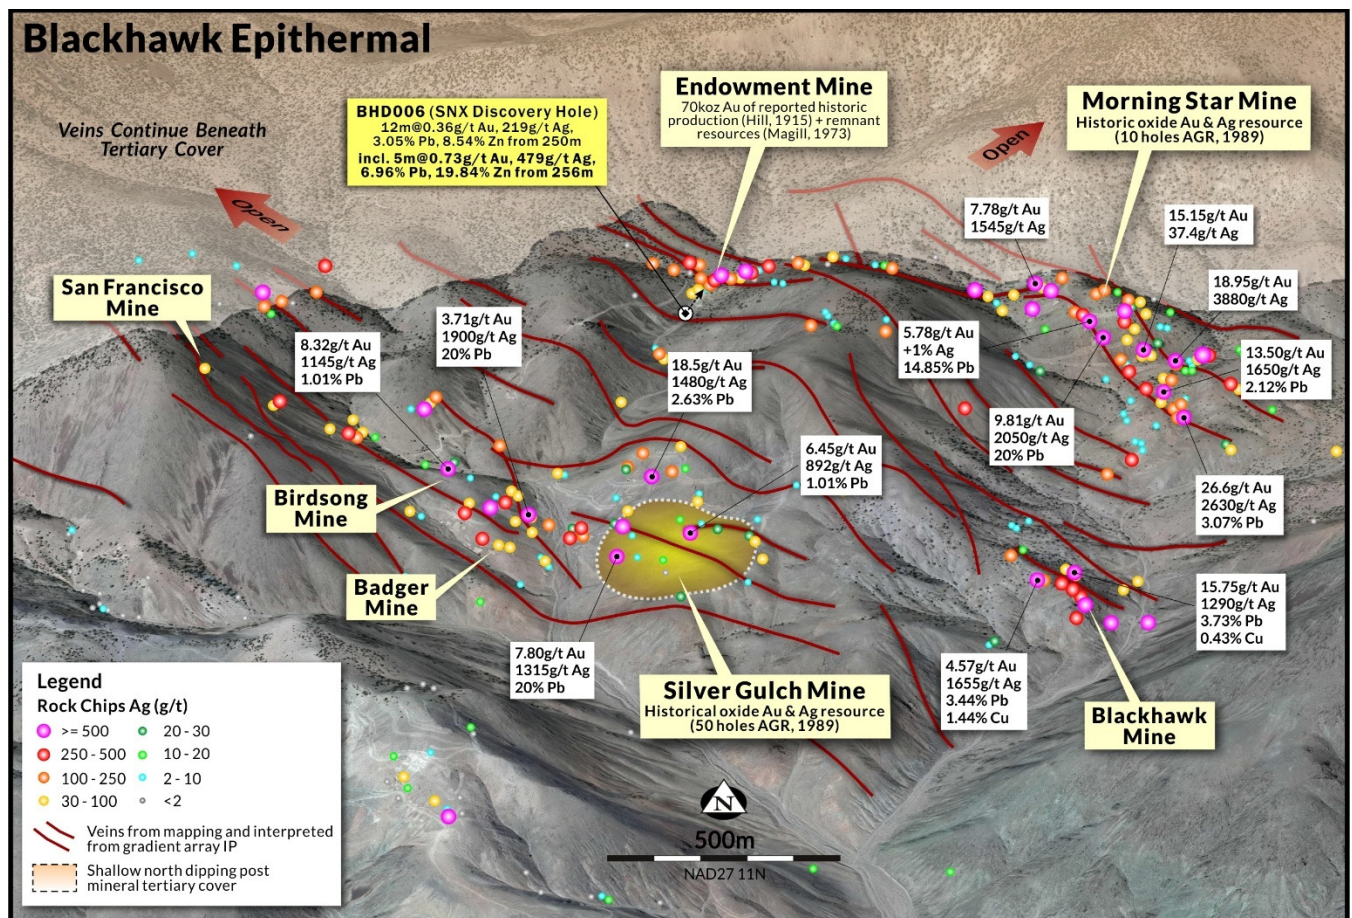 Blackhawk Epithermal
Veins Continue Beneath
Tertiary Cover
Open
BHD006 (SNX Discovery Hole)
12m@0.36g/t Au, 219g/t Ag,
3.05% Pb, 8.54% Zn from 250m
incl. 5m@0.73g/t Au, 479g/t Ag,
6.96% Pb, 19.84% Zn from 256m
Endowment Mine
70koz Au of reported historic
production (Hill, 1915) + remnant
resources (Magill, 1973)
Open
Morning Star Mine
Historic oxide Au & Ag resource
(10 holes AGR, 1989)
7.78g/t Au
1545g/t Ag
15.15g/t Au
37.4g/t Ag
18.95g/t Au
3880g/t Ag
San Francisco
Mine
8.32g/t Au
1145g/t Ag
1.01% Pb
3.71g/t Au
1900g/t Ag
20% Pb
18.5g/t Au
1480g/t Ag
2.63% Pb
5.78g/t Au
+1% Ag
14.85% Pb
13.50g/t Au
1650g/t Ag
2.12% Pb
9.81g/t Au
2050g/t Ag
20% Pb
6.45g/t Au
892g/t Ag
1.01% Pb
26.6g/t Au
2630g/t Ag
3.07% Pb
Birdsong
Mine
Badger
Mine
15.75g/t Au
1290g/t Ag
3.73% Pb
0.43% Cu
7.80g/t Au
1315g/t Ag
20% Pb
4.57g/t Au
1655g/t Ag
3.44% Pb
1.44% Cu
Silver Gulch Mine
Historical oxide Au & Ag resource
(50 holes AGR, 1989)
Blackhawk
Mine
Legend
Rock Chips Ag (g/t)
>= 500
250 - 500
100 - 250
30 - 100
20 - 30
10 - 20
2 - 10
<2
Veins from mapping and interpreted
from gradient array IP
Shallow north dipping post
mineral tertiary cover
N
500m
NAD27 11N